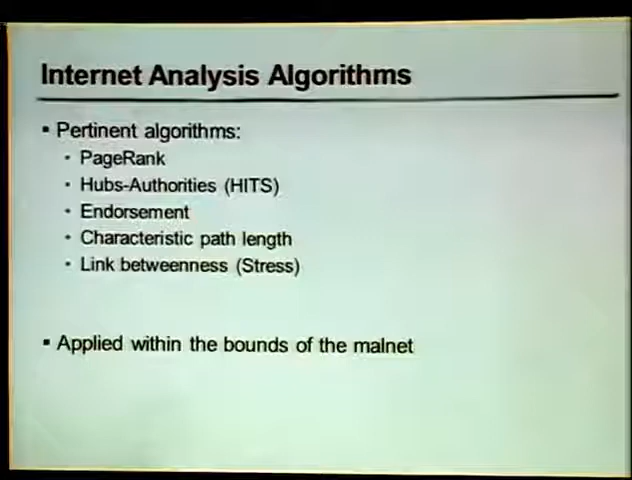 Internet Analysis Algorithms
▪ Pertinent algorithms:
• PageRank
• Hubs-Authorities (HITS)
• Endorsement
• Characteristic path length
• Link betweenness (Stress)
▪ Applied within the bounds of the malnet